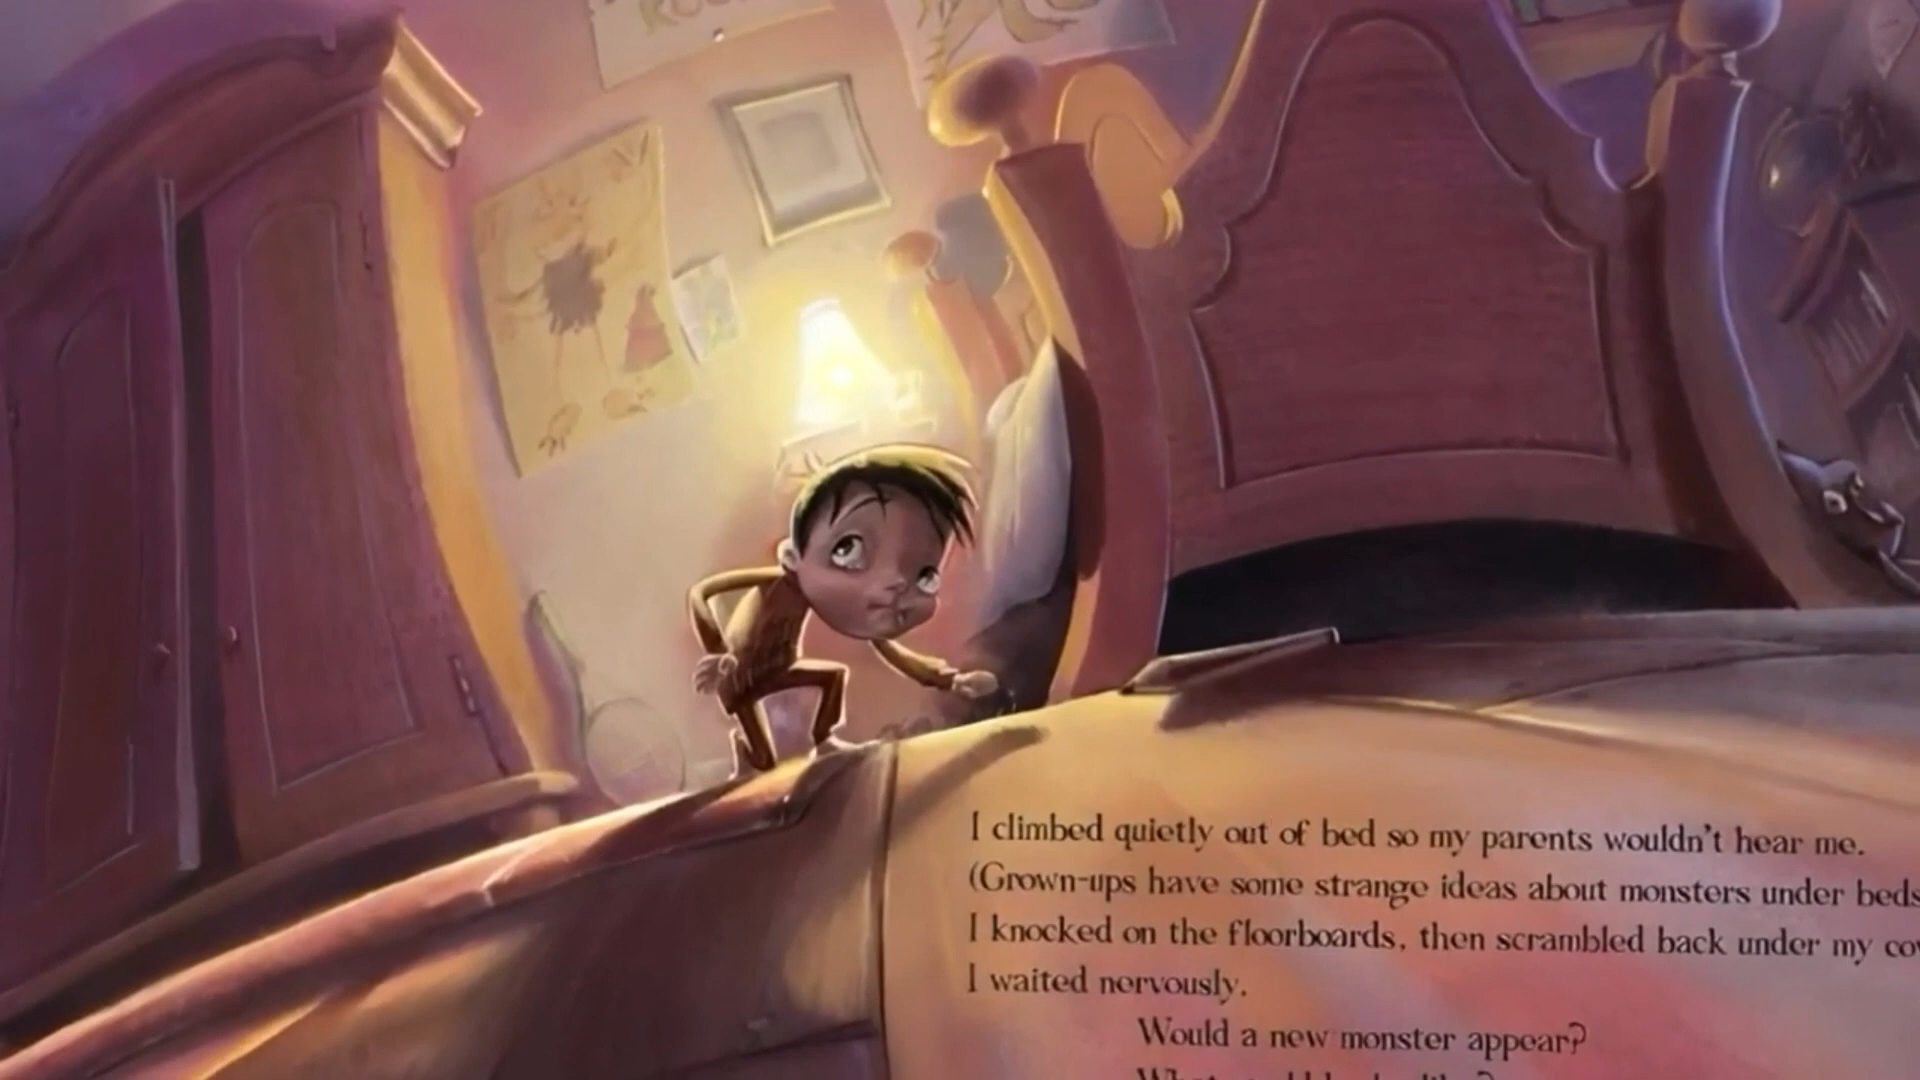 I climbed quietly out of bed so my parents wouldn't hear me.
(Grown-ups have some strange ideas about monsters under beds
I knocked on the floorboards, then scrambled back under my
I waited nervously.
Would a new monster appear?